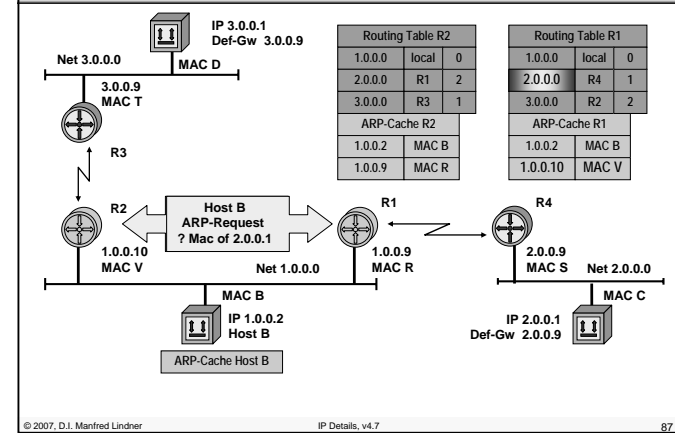 IP 3.0.0.1
Def-Gw 3.0.0.9
Net 3.0.0.0
MAC D
3.0.0.9
MAC T
R3
Routing Table R2
1.0.0.0 local 0
2.0.0.0 R1 2
3.0.0.0 R3 1
ARP-Cache R2
1.0.0.2 MAC B
1.0.0.9 MAC R
Routing Table R1
1.0.0.0 local 0
2.0.0.0 R4 1
3.0.0.0 R2 2
ARP-Cache R1
1.0.0.2 MAC B
1.0.0.10 MAC V
R2
Host B
ARP-Request
? Mac of 2.0.0.1
R1
R4
1.0.0.10
MAC V
Net 1.0.0.0
1.0.0.9
MAC R
2.0.0.9
MAC S
Net 2.0.0.0
MAC B
MAC C
IP 1.0.0.2
Host B
IP 2.0.0.1
Def-Gw 2.0.0.9
ARP-Cache Host B
© 2007, D.I. Manfred Lindner
IP Details, v4.7
87